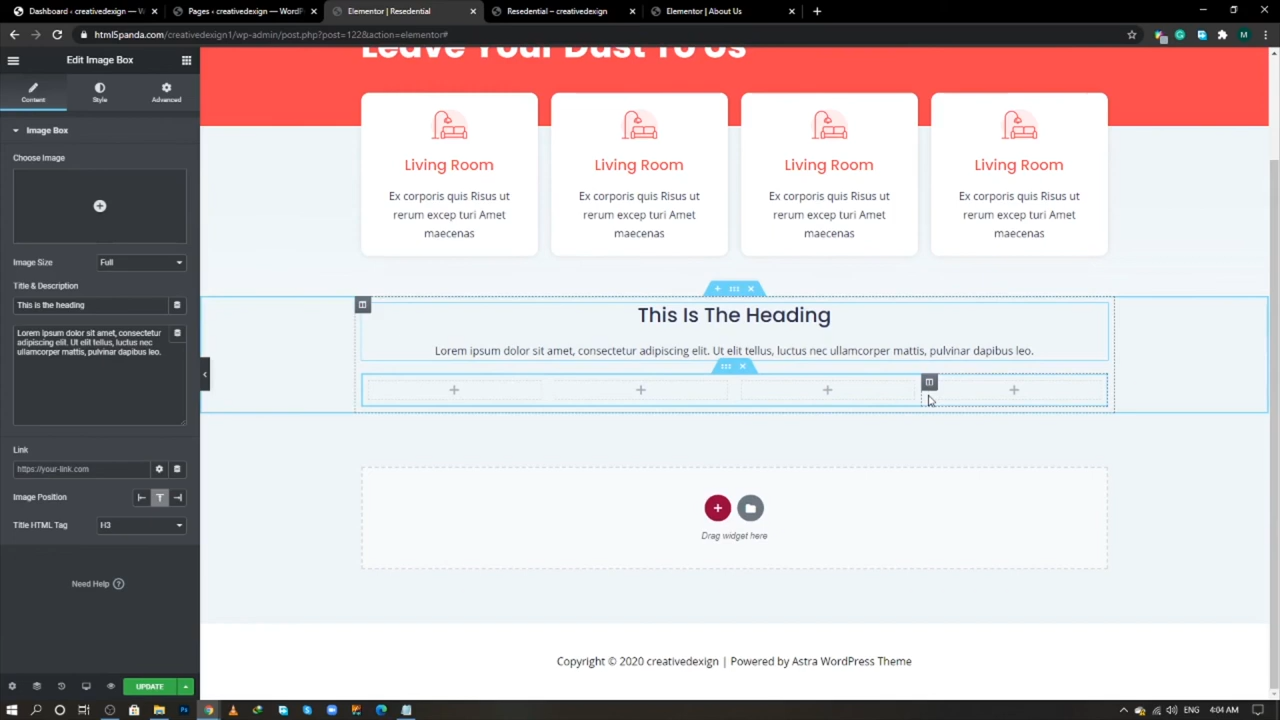 Dashboard ‹ creativedexign — W
Pages ‹ creativedexign — WordPr
Elementor | Resedential
Resedential – creativedexign
Elementor | About Us
html5panda.com/creativedexign1/wp-admin/post.php?post=122&action=elementor#
M
Edit Image Box
Content
Style
Advanced
Image Box
Choose Image
Image Size
Full
Title & Description
This is the heading
Lorem ipsum dolor sit amet, consectetur
adipiscing elit. Ut elit tellus, luctus nec
ullamcorper mattis, pulvinar dapibus leo.
Link
https://your-link.com
Image Position
Title HTML Tag
H3
Need Help
UPDATE
Leave Your Dust To Us
Living Room
Ex corporis quis Risus ut
rerum excep turi Amet
maecenas
Living Room
Ex corporis quis Risus ut
rerum excep turi Amet
maecenas
Living Room
Ex corporis quis Risus ut
rerum excep turi Amet
maecenas
Living Room
Ex corporis quis Risus ut
rerum excep turi Amet
maecenas
This Is The Heading
Lorem ipsum dolor sit amet, consectetur adipiscing elit. Ut elit tellus, luctus nec ullamcorper mattis, pulvinar dapibus leo.
Drag widget here
Copyright © 2020 creativedexign | Powered by Astra WordPress Theme
ENG
4:04 AM